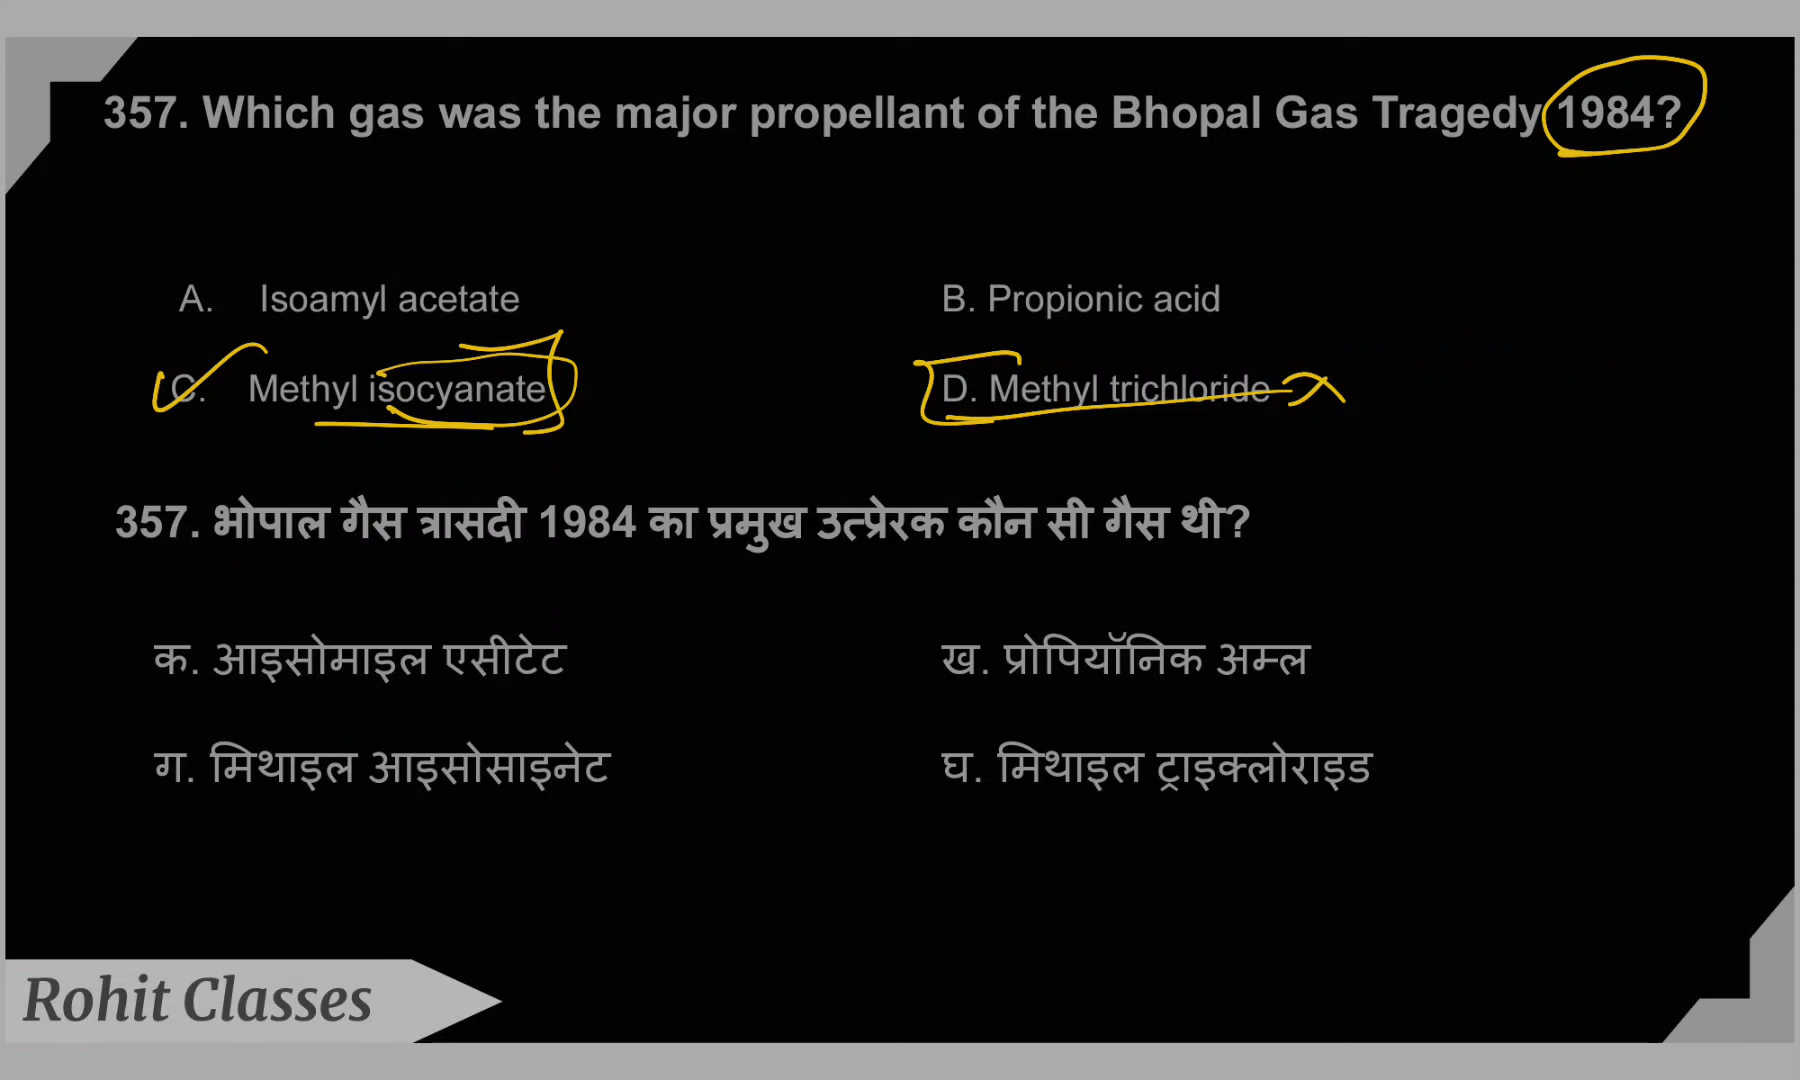 357. Which gas was the major propellant of the Bhopal Gas Tragedy 1984?
A. Isoamyl acetate B. Propionic acid
C. Methyl isocyanate D. Methyl trichloride
357. भोपाल गैस त्रासदी 1984 का प्रमुख उत्प्रेरक कौन सी गैस थी?
क. आइसोमाइल एसीटेट ख. प्रोपियॉनिक अम्ल
ग. मिथाइल आइसोसाइनेट घ. मिथाइल ट्राइक्लोराइड
Rohit Classes